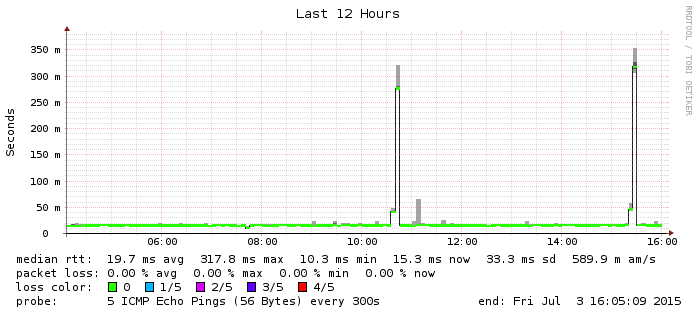 Last 12 Hours
RRDTOOL / TOBI OETIKER
Seconds
350 m
300 m
250 m
200 m
150 m
100 m
50 m
0
06:00 08:00 10:00 12:00 14:00 16:00
median rtt: 19.7 ms avg 317.8 ms max 10.3 ms min 15.3 ms now 33.3 ms sd 589.9 m am/s
packet loss: 0.00 % avg 0.00 % max 0.00 % min 0.00 % now
loss color: 0 1/5 2/5 3/5 4/5
probe: 5 ICMP Echo Pings (56 Bytes) every 300s end: Fri Jul 3 16:05:09 2015